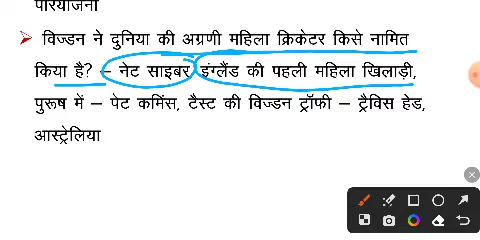 परियोजना
➤ विज्डन ने दुनिया की अग्रणी महिला क्रिकेटर किसे नामित
किया है? – नेट साइबर, इंग्लैंड की पहली महिला खिलाड़ी,
पुरूष में – पेट कमिंस, टैस्ट की विज्डन ट्रॉफी – ट्रैविस हेड,
आस्ट्रेलिया